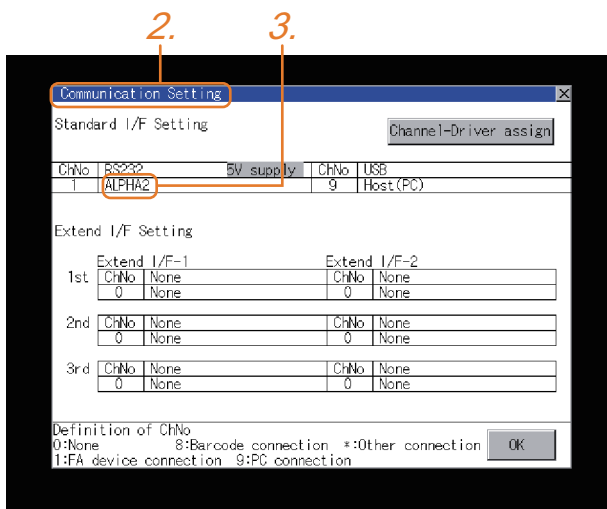 2. 3.
Communication Setting
Standard I/F Setting
Channel-Driver assign
ChNo RS232 5V supply ChNo USB
1 ALPHA2 9 Host(PC)
Extend I/F Setting
Extend I/F-1 Extend I/F-2
1st ChNo None ChNo None
0 None 0 None
2nd ChNo None ChNo None
0 None 0 None
3rd ChNo None ChNo None
0 None 0 None
Definition of ChNo
0:None 8:Barcode connection *:Other connection OK
1:FA device connection 9:PC connection